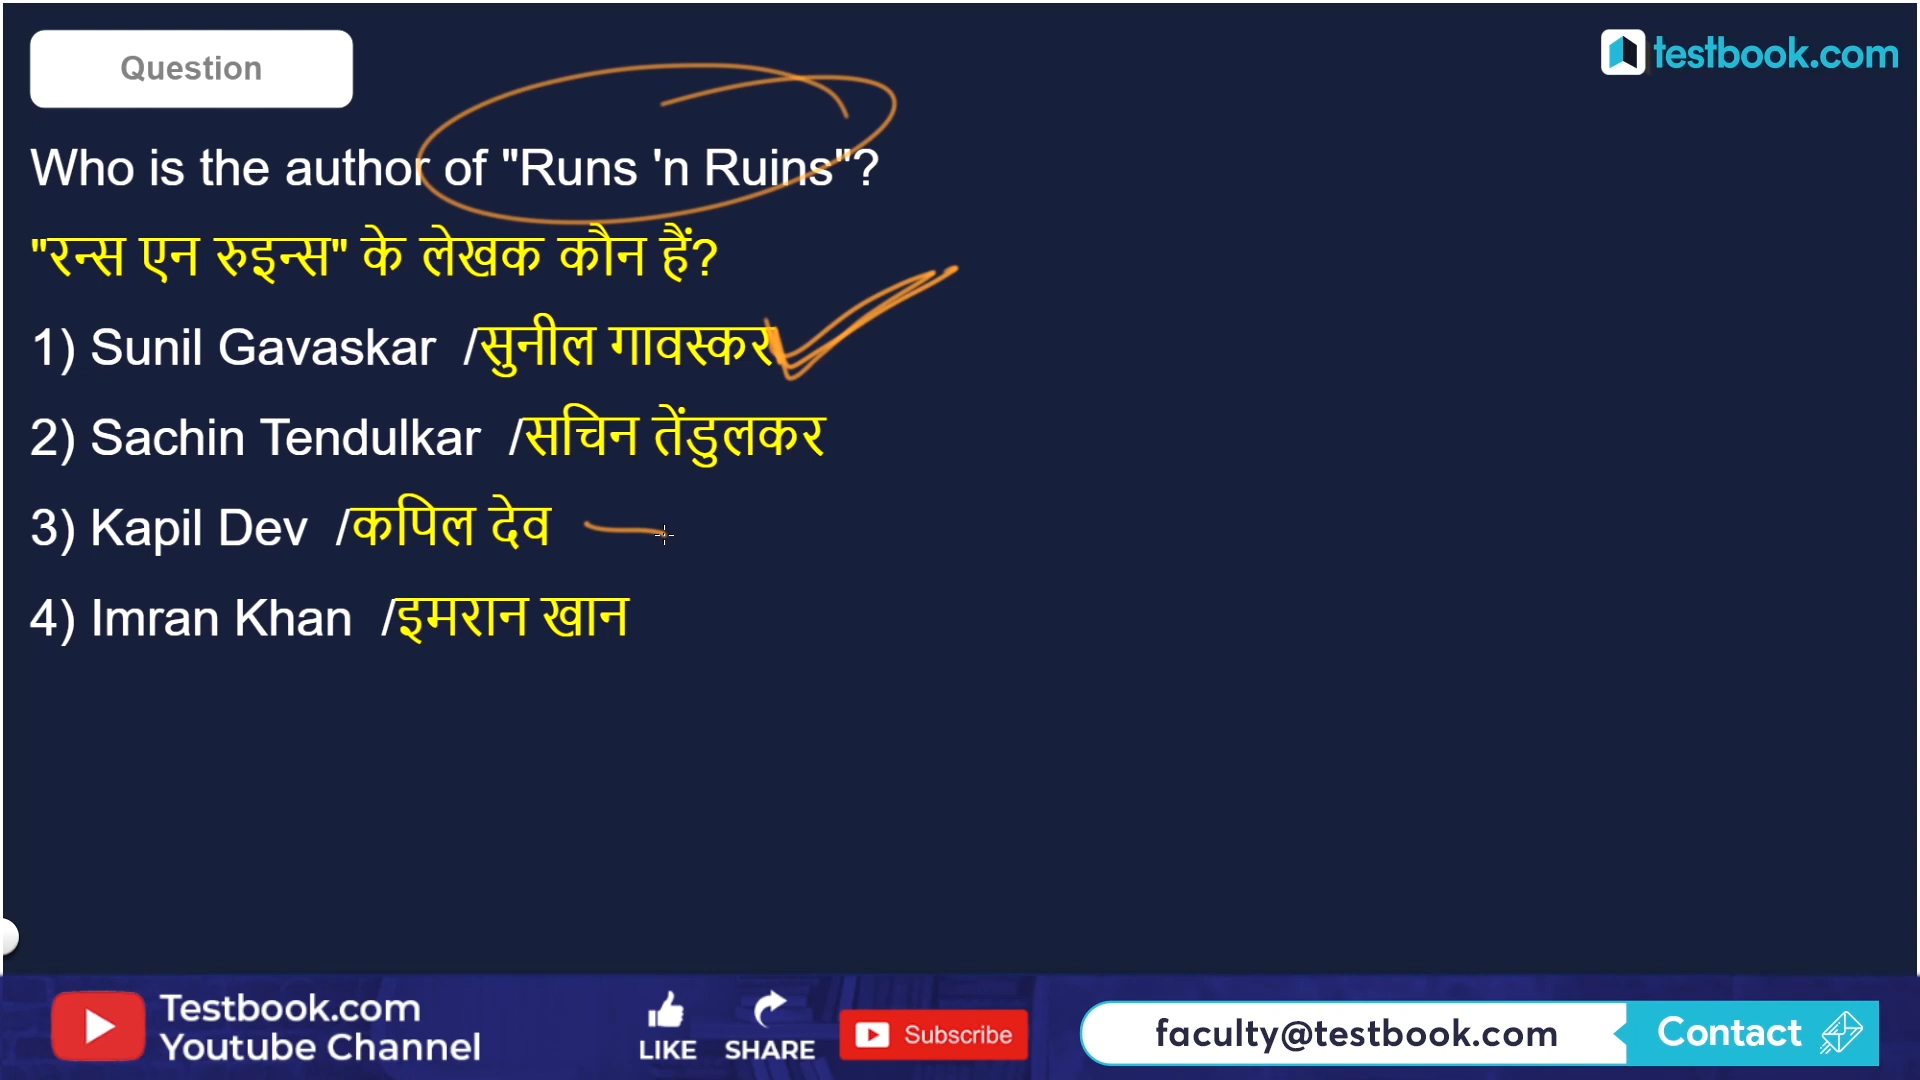 Question
testbook.com
Who is the author of "Runs 'n Ruins"?
"रन्स एन रुइन्स" के लेखक कौन हैं?
1) Sunil Gavaskar /सुनील गावस्कर
2) Sachin Tendulkar /सचिन तेंडुलकर
3) Kapil Dev /कपिल देव
4) Imran Khan /इमरान खान
Testbook.com
Youtube Channel
LIKE
SHARE
Subscribe
faculty@testbook.com
Contact